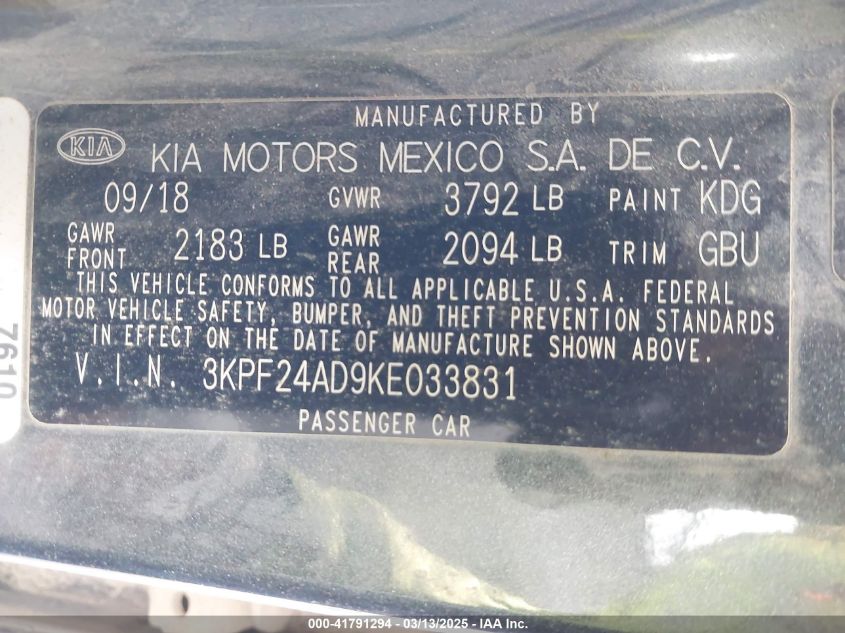 MANUFACTURED BY
KIA KIA MOTORS MEXICO S.A. DE C.V.
09/18 GVWR 3792 LB PAINT KDG
GAWR FRONT 2183 LB GAWR REAR 2094 LB TRIM GBU
THIS VEHICLE CONFORMS TO ALL APPLICABLE U.S.A. FEDERAL
MOTOR VEHICLE SAFETY, BUMPER, AND THEFT PREVENTION STANDARDS
IN EFFECT ON THE DATE OF MANUFACTURE SHOWN ABOVE.
V.I.N. 3KPF24AD9KE033831
PASSENGER CAR
7610
000-41791294 - 03/13/2025 - IAA Inc.